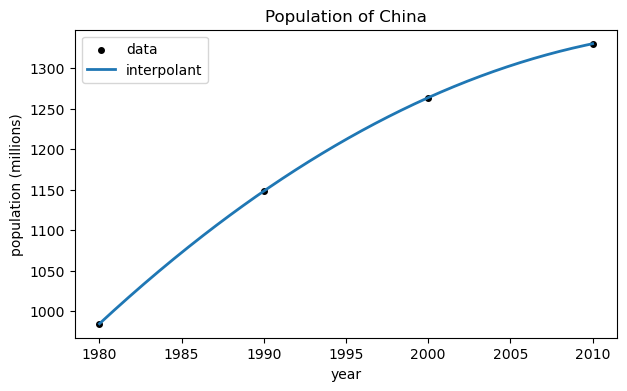 Population of China
data
interpolant
population (millions)
1300
1250
1200
1150
1100
1050
1000
1980 1985 1990 1995 2000 2005 2010
year